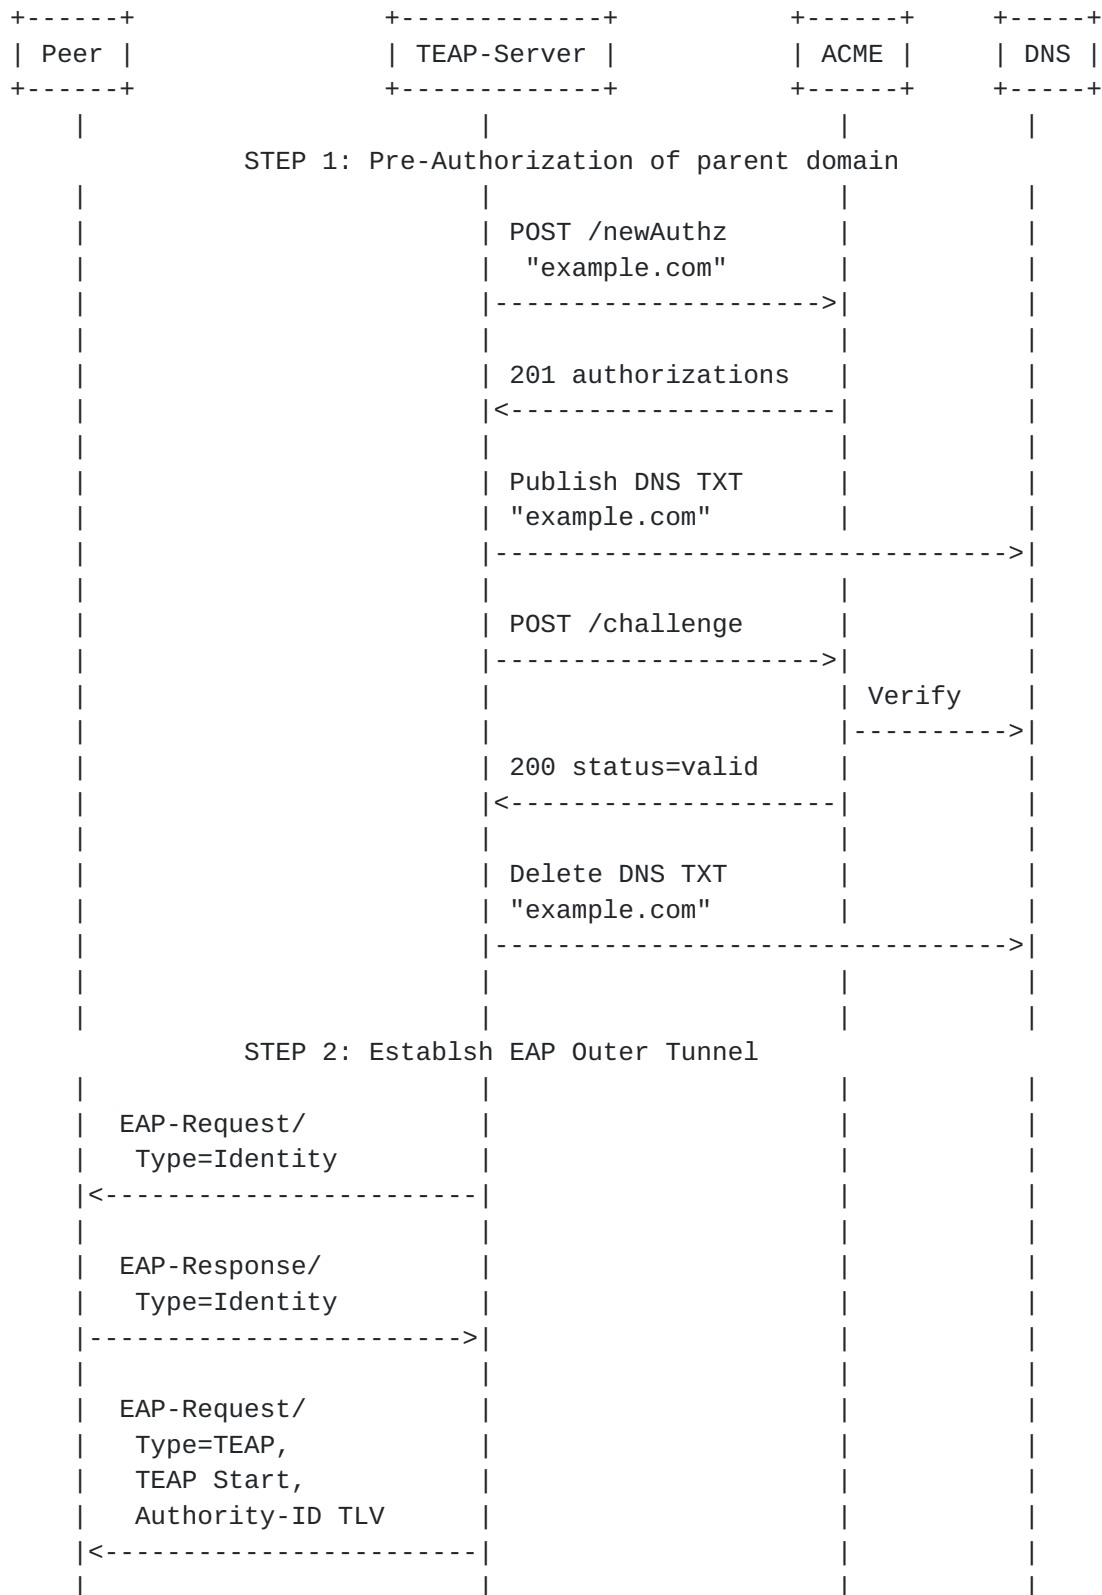 +------+                +-------------+           +------+     +-----+
| Peer |                | TEAP-Server |           | ACME |     | DNS |
+------+                +-------------+           +------+     +-----+
    |                         |                      |           |
               STEP 1: Pre-Authorization of parent domain
    |                         |                      |           |
    |                         | POST /newAuthz       |           |
    |                         |  "example.com"       |           |
    |                         |--------------------->|           |
    |                         |                      |           |
    |                         | 201 authorizations   |           |
    |                         |<---------------------|           |
    |                         |                      |           |
    |                         | Publish DNS TXT      |           |
    |                         | "example.com"        |           |
    |                         |--------------------------------->|
    |                         |                      |           |
    |                         | POST /challenge      |           |
    |                         |--------------------->|           |
    |                         |                      | Verify    |
    |                         |                      |---------->|
    |                         | 200 status=valid     |           |
    |                         |<---------------------|           |
    |                         |                      |           |
    |                         | Delete DNS TXT       |           |
    |                         | "example.com"        |           |
    |                         |--------------------------------->|
    |                         |                      |           |
    |                         |                      |           |
               STEP 2: Establsh EAP Outer Tunnel
    |                         |                      |           |
    |  EAP-Request/           |                      |           |
    |   Type=Identity         |                      |           |
    |<------------------------|                      |           |
    |                         |                      |           |
    |  EAP-Response/          |                      |           |
    |   Type=Identity         |                      |           |
    |------------------------>|                      |           |
    |                         |                      |           |
    |  EAP-Request/           |                      |           |
    |   Type=TEAP,            |                      |           |
    |   TEAP Start,           |                      |           |
    |   Authority-ID TLV      |                      |           |
    |<------------------------|                      |           |
    |                         |                      |           |